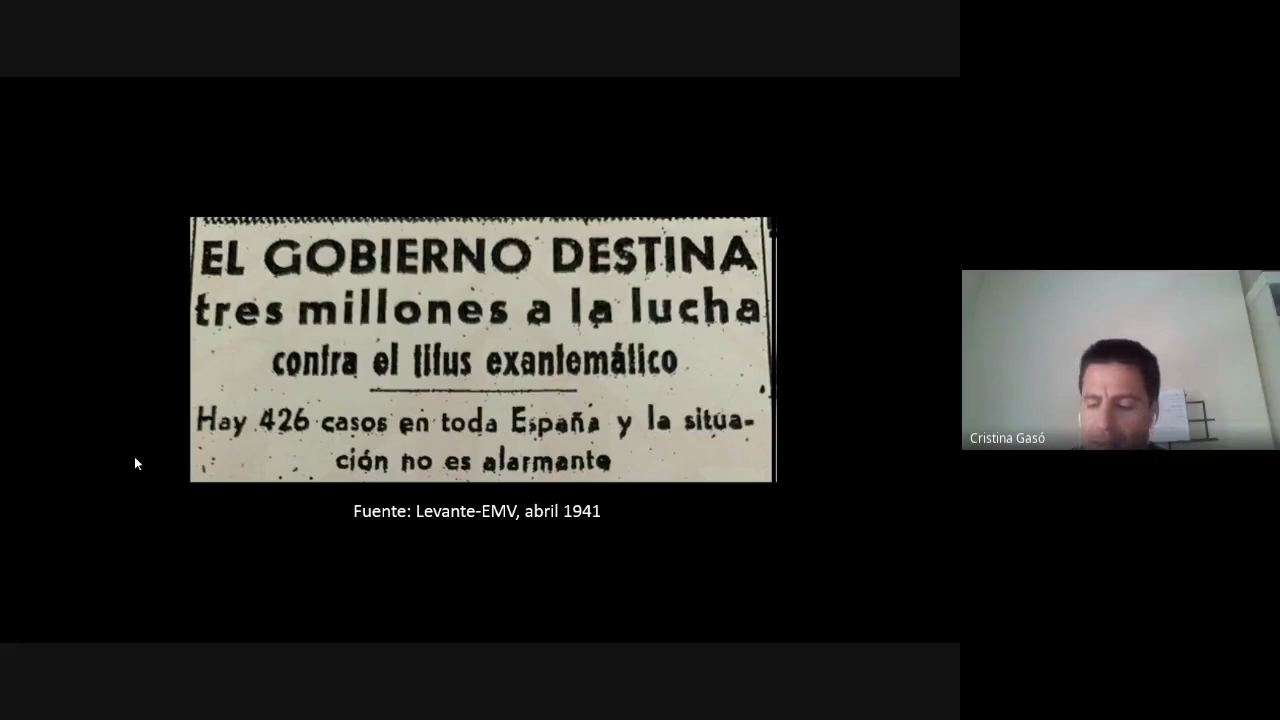 EL GOBIERNO DESTINA
tres millones a la lucha
contra el tifus exantemático
Hay 426 casos en toda España y la situa-
ción no es alarmante
Fuente: Levante-EMV, abril 1941
Cristina Gasó